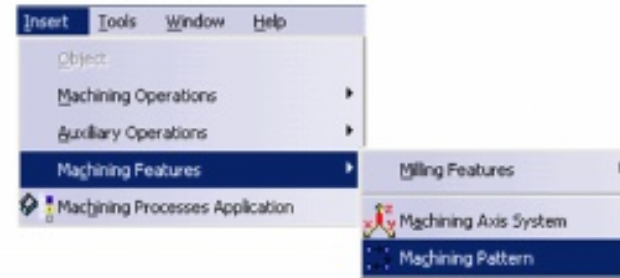 Insert Tools Window Help
Object
Machining Operations
Auxiliary Operations
Machining Features
Milling Features
Machining Processes Application
Machining Axis System
Machining Pattern